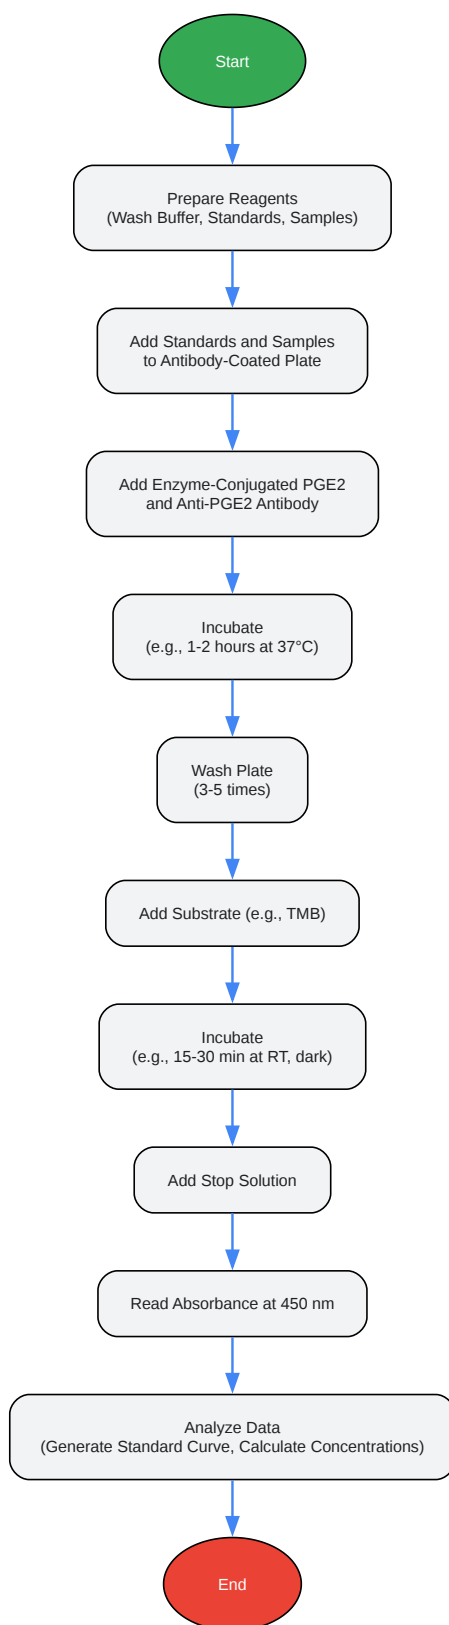 Start
Prepare Reagents
(Wash Buffer, Standards, Samples)
Add Standards and Samples
to Antibody-Coated Plate
Add Enzyme-Conjugated PGE2
and Anti-PGE2 Antibody
Incubate
(e.g., 1-2 hours at 37°C)
Wash Plate
(3-5 times)
Add Substrate (e.g., TMB)
Incubate
(e.g., 15-30 min at RT, dark)
Add Stop Solution
Read Absorbance at 450 nm
Analyze Data
(Generate Standard Curve, Calculate Concentrations)
End